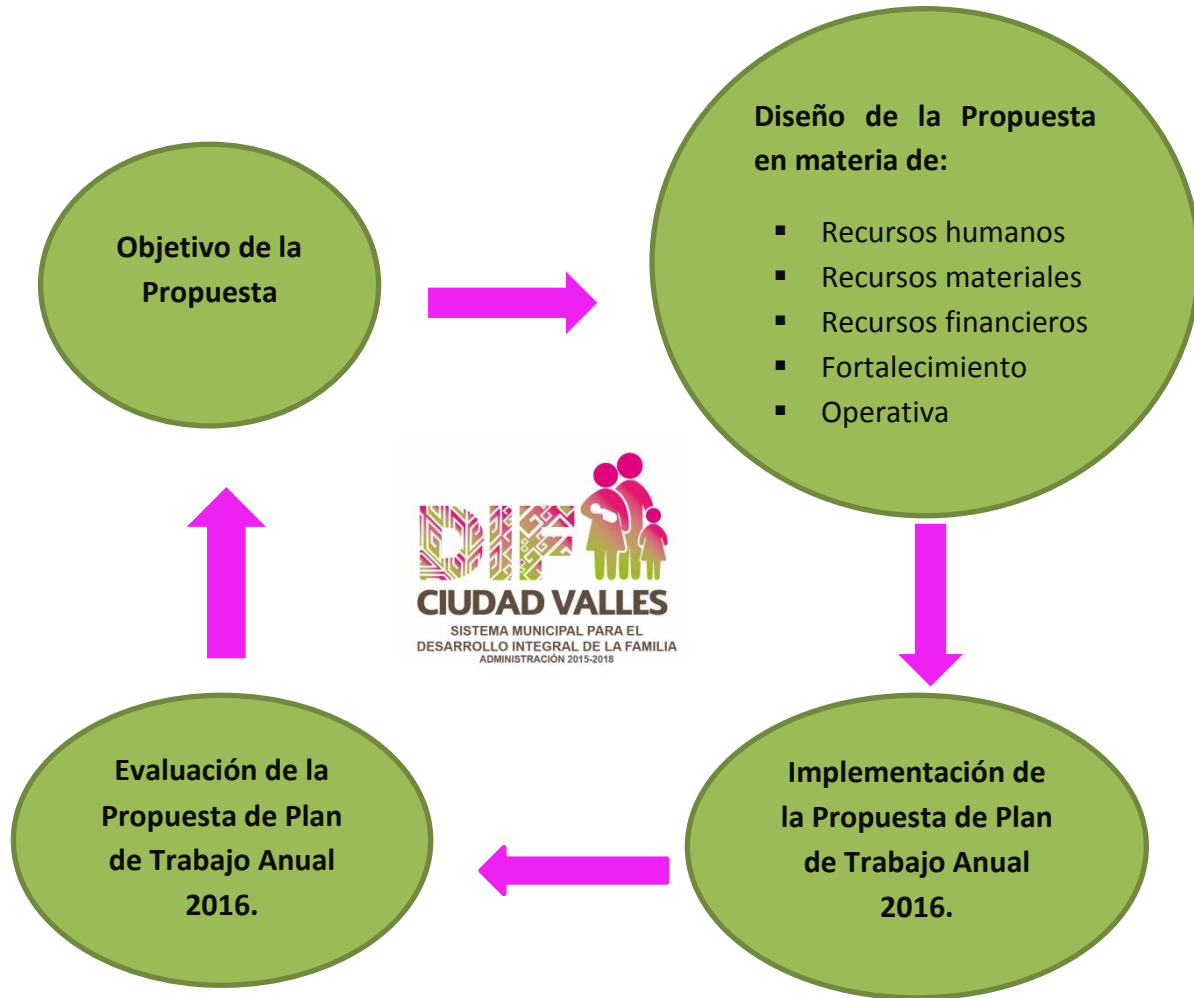 Objetivo de la
Propuesta
Diseño de la Propuesta
en materia de:
▪ Recursos humanos
▪ Recursos materiales
▪ Recursos financieros
▪ Fortalecimiento
▪ Operativa
DIF
CIUDAD VALLES
SISTEMA MUNICIPAL PARA EL
DESARROLLO INTEGRAL DE LA FAMILIA
ADMINISTRACIÓN 2015-2018
Evaluación de la
Propuesta de Plan
de Trabajo Anual
2016.
Implementación de
la Propuesta de Plan
de Trabajo Anual
2016.